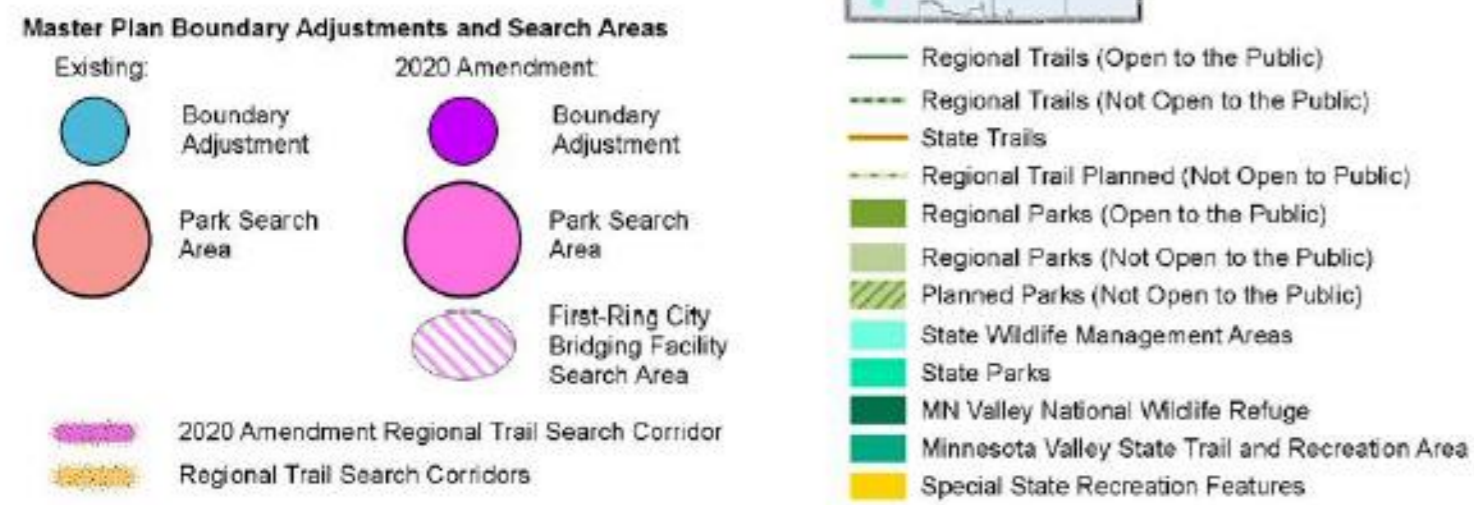 Master Plan Boundary Adjustments and Search Areas
Existing:
2020 Amendment:
Boundary
Adjustment
Boundary
Adjustment
Park Search
Area
Park Search
Area
First-Ring City
Bridging Facility
Search Area
2020 Amendment Regional Trail Search Corridor
Regional Trail Search Corridors
Regional Trails (Open to the Public)
Regional Trails (Not Open to the Public)
State Trails
Regional Trail Planned (Not Open to Public)
Regional Parks (Open to the Public)
Regional Parks (Not Open to the Public)
Planned Parks (Not Open to the Public)
State Wildlife Management Areas
State Parks
MN Valley National Wildlife Refuge
Minnesota Valley State Trail and Recreation Area
Special State Recreation Features